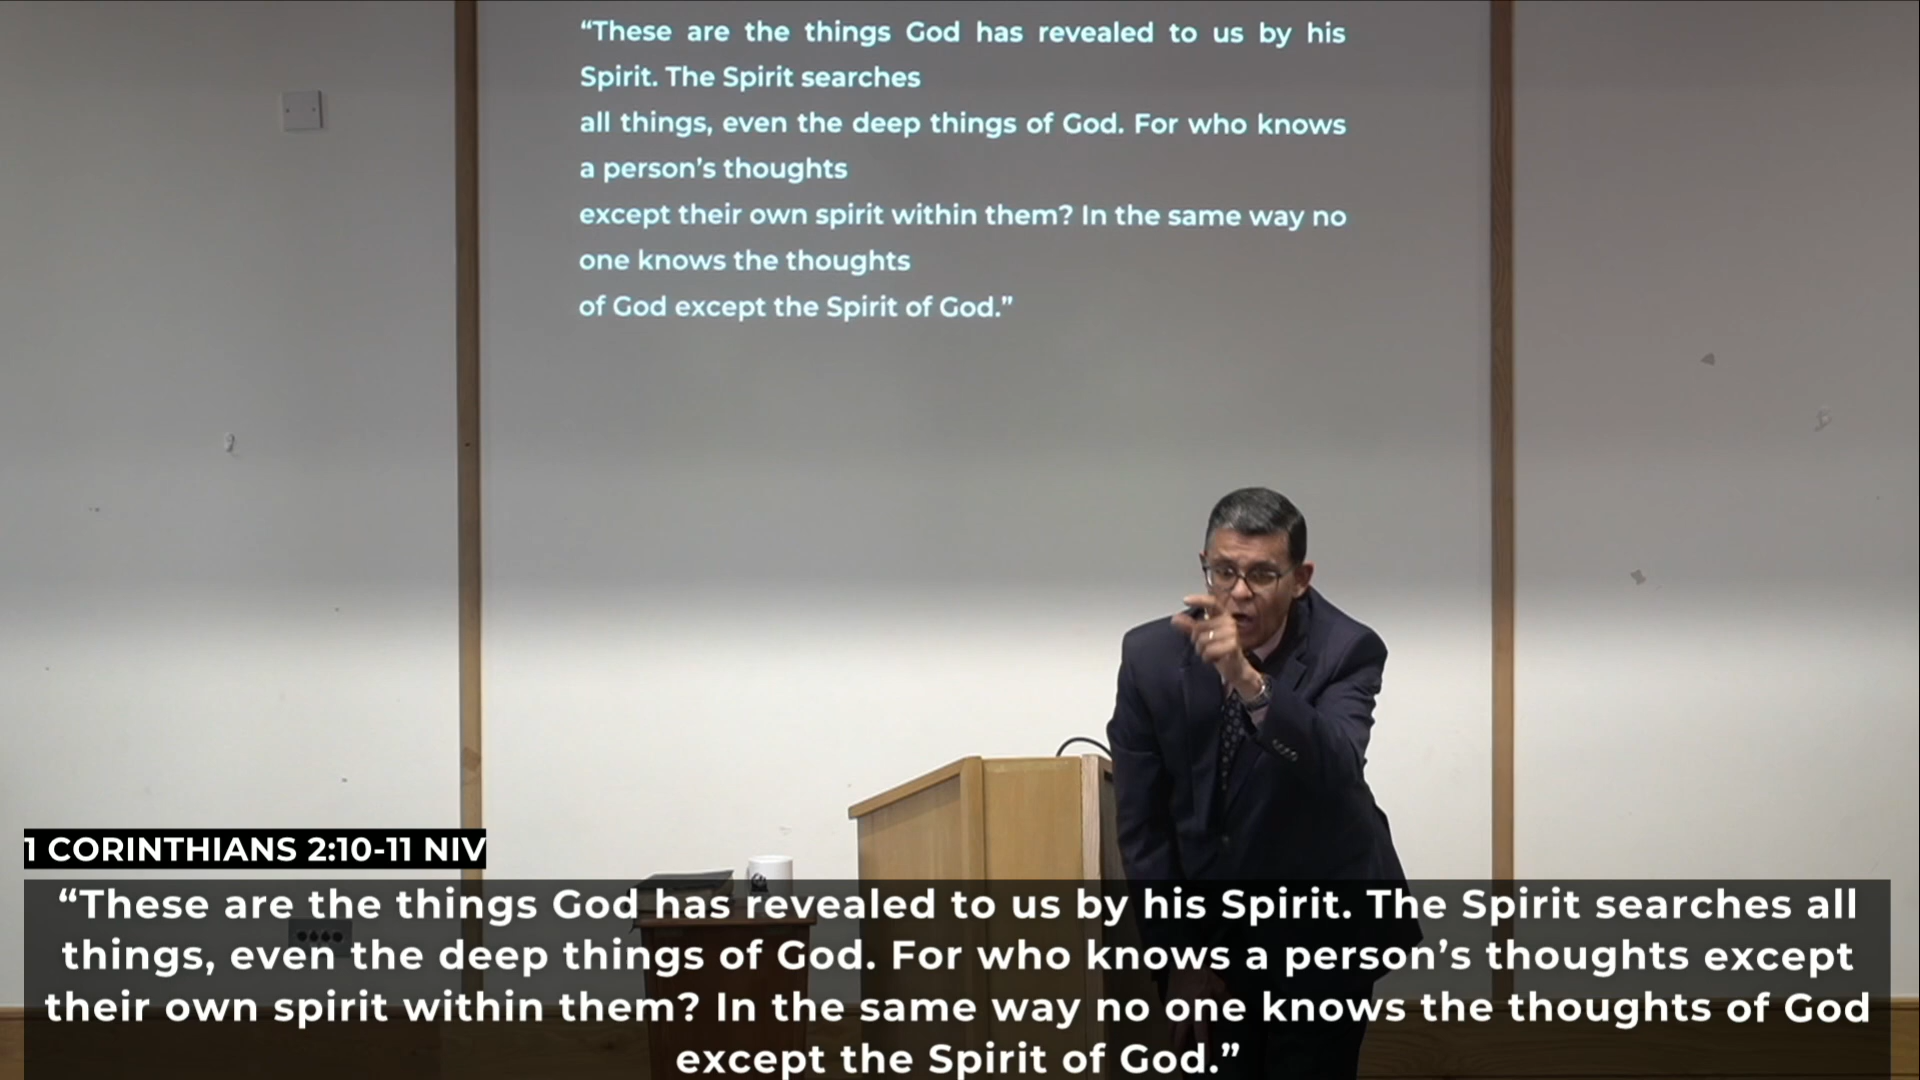 “These are the things God has revealed to us by his
Spirit. The Spirit searches
all things, even the deep things of God. For who knows
a person’s thoughts
except their own spirit within them? In the same way no
one knows the thoughts
of God except the Spirit of God.”
1 CORINTHIANS 2:10-11 NIV
“These are the things God has revealed to us by his Spirit. The Spirit searches all
things, even the deep things of God. For who knows a person’s thoughts except
their own spirit within them? In the same way no one knows the thoughts of God
except the Spirit of God.”